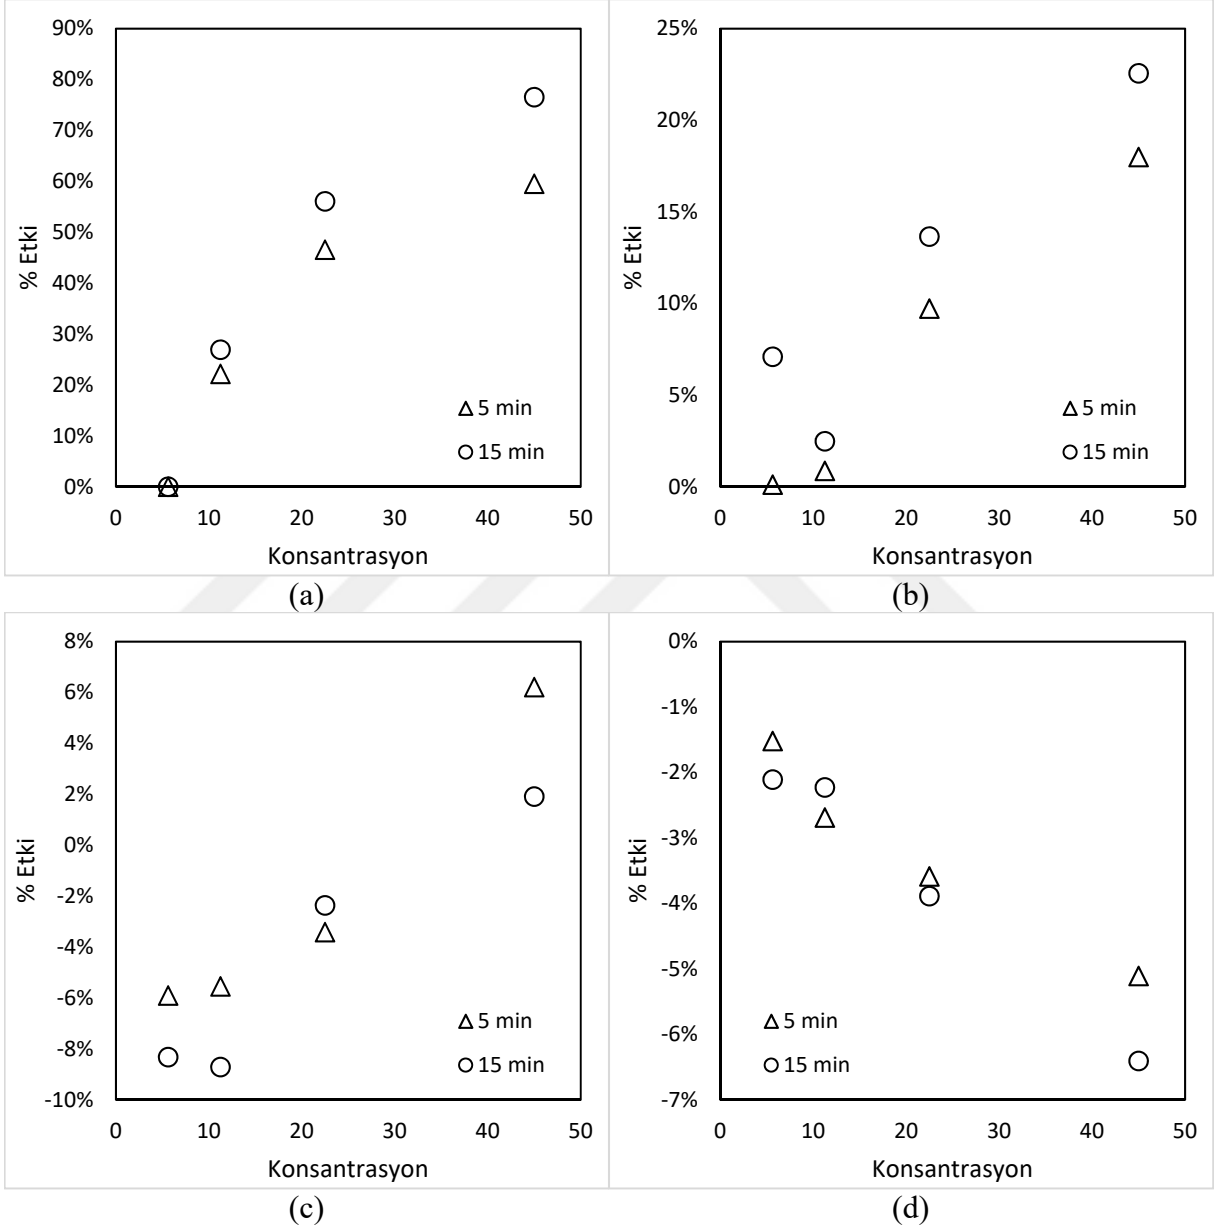 90%
80%
70%
60%
50%
40%
30%
20%
10%
0%
% Etki
5 min
15 min
0 10 20 30 40 50
Konsantrasyon
(a)
25%
20%
15%
10%
5%
0%
% Etki
5 min
15 min
0 10 20 30 40 50
Konsantrasyon
(b)
8%
6%
4%
2%
0%
-2%
-4%
-6%
-8%
-10%
% Etki
5 min
15 min
0 10 20 30 40 50
Konsantrasyon
(c)
0%
-1%
-2%
-3%
-4%
-5%
-6%
-7%
% Etki
5 min
15 min
0 10 20 30 40 50
Konsantrasyon
(d)